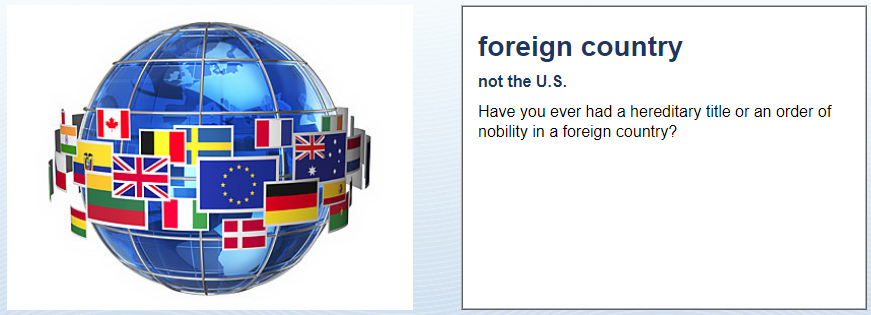 foreign country
not the U.S.
Have you ever had a hereditary title or an order of
nobility in a foreign country?